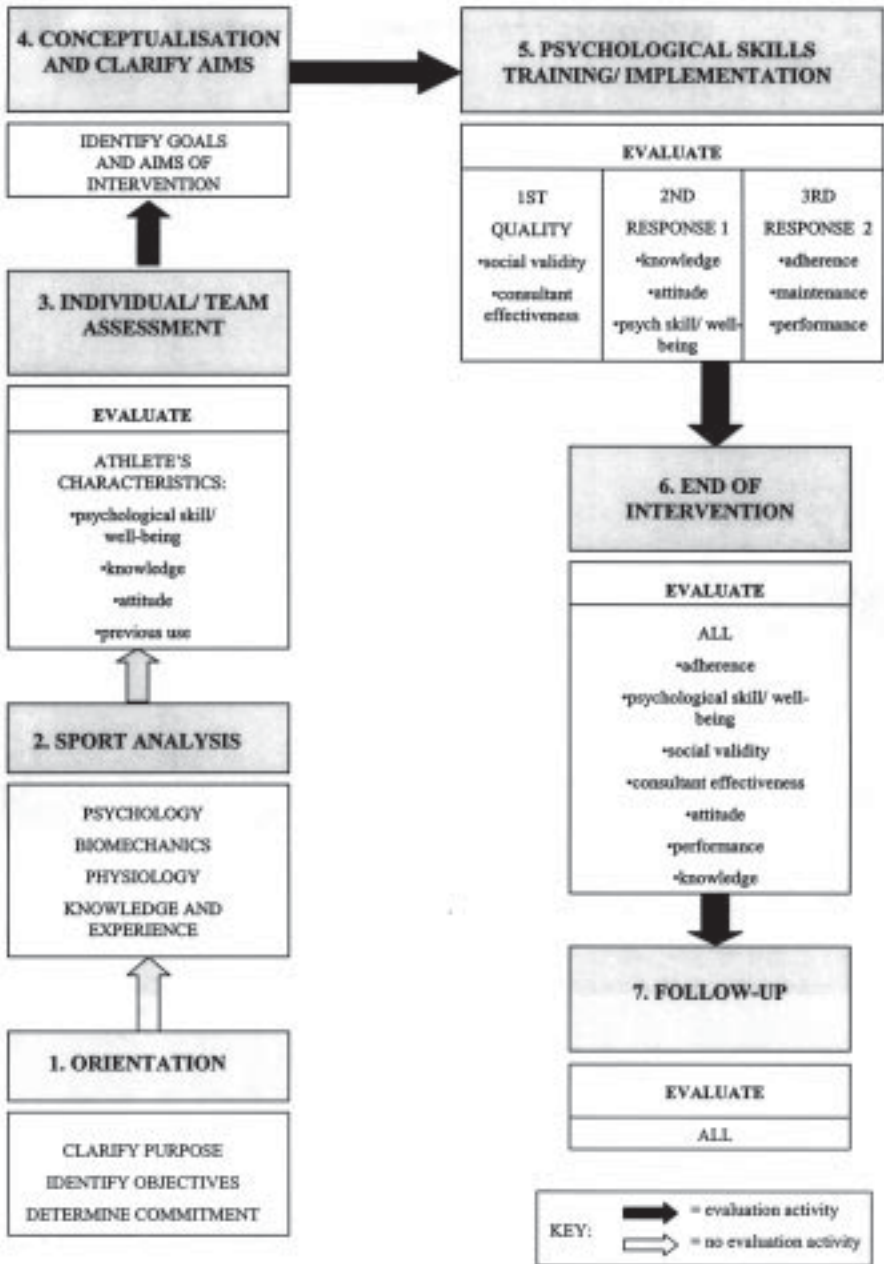 4. CONCEPTUALISATION
AND CLARIFY AIMS
IDENTIFY GOALS
AND AIMS OF
INTERVENTION
3. INDIVIDUAL/ TEAM
ASSESSMENT
EVALUATE
ATHLETE'S
CHARACTERISTICS:
•psychological skill/
well-being
•knowledge
•attitude
•previous use
2. SPORT ANALYSIS
PSYCHOLOGY
BIOMECHANICS
PHYSIOLOGY
KNOWLEDGE AND
EXPERIENCE
1. ORIENTATION
CLARIFY PURPOSE
IDENTIFY OBJECTIVES
DETERMINE COMMITMENT
5. PSYCHOLOGICAL SKILLS
TRAINING/ IMPLEMENTATION
EVALUATE
1ST
QUALITY
•social validity
•consultant
effectiveness
2ND
RESPONSE 1
•knowledge
•attitude
•psych skill/ well-
being
3RD
RESPONSE 2
•adherence
•maintenance
•performance
6. END OF
INTERVENTION
EVALUATE
ALL
•adherence
•psychological skill/ well-
being
•social validity
•consultant effectiveness
•attitude
•performance
•knowledge
7. FOLLOW-UP
EVALUATE
ALL
KEY:
= evaluation activity
= no evaluation activity